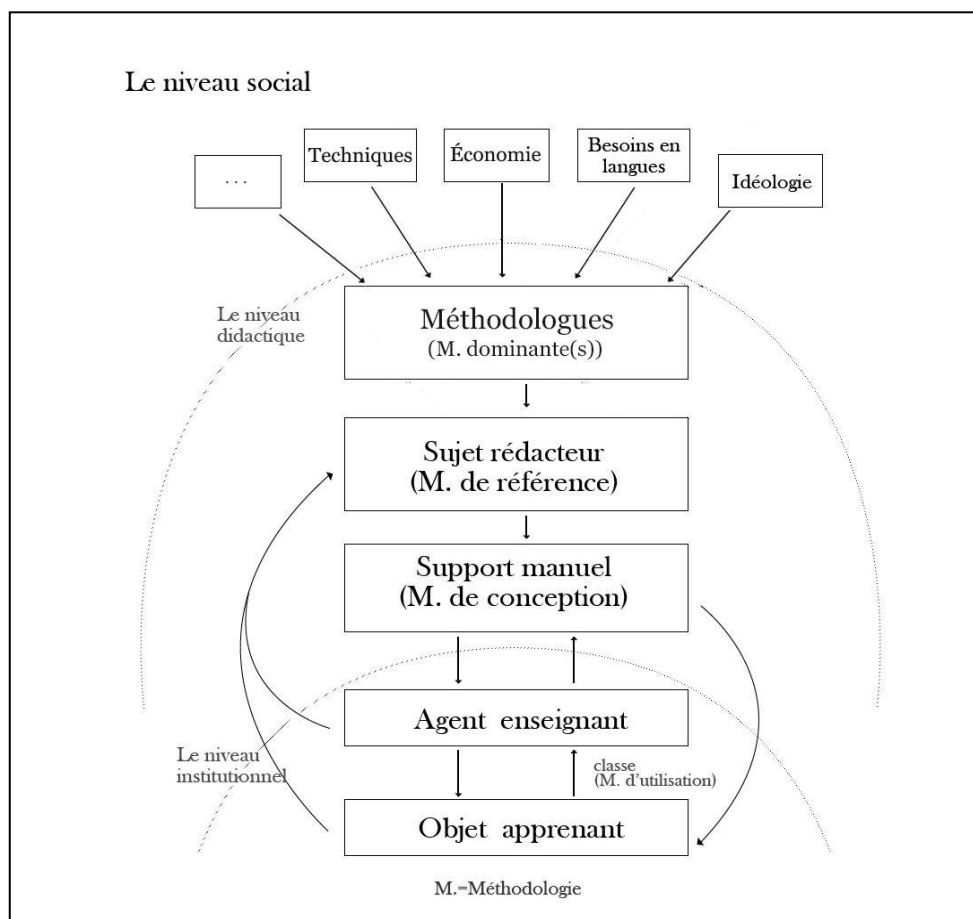 Le niveau social
...
Techniques
Économie
Besoins en
langues
Idéologie
Le niveau
didactique
Méthodologues
(M. dominante(s))
Sujet rédacteur
(M. de référence)
Support manuel
(M. de conception)
Agent enseignant
Le niveau
institutionnel
classe
(M. d'utilisation)
Objet apprenant
M.=Méthodologie